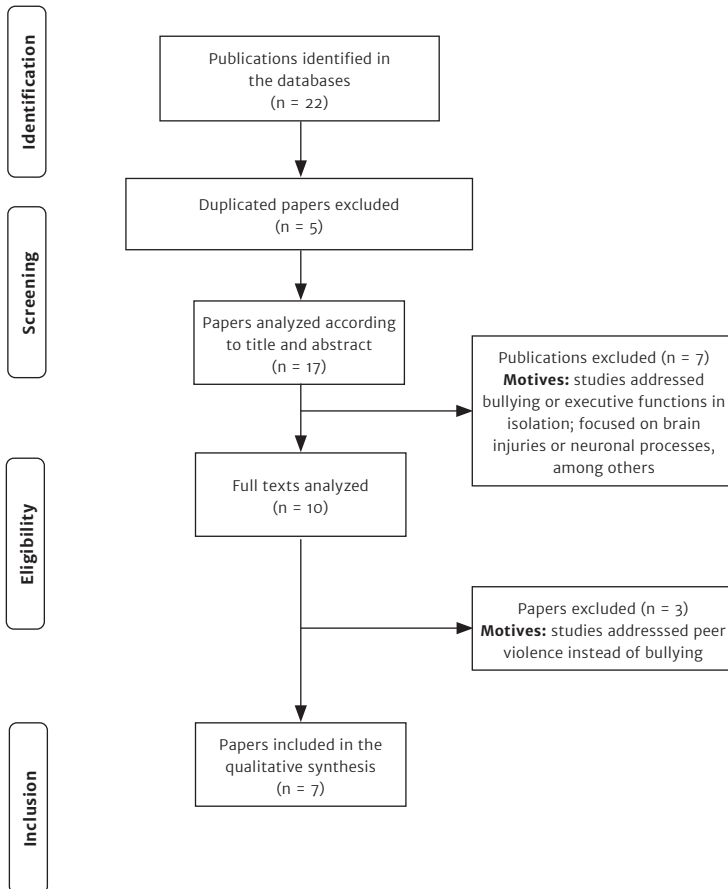 Identification
Publications identified in
the databases
(n = 22)
Duplicated papers excluded
(n = 5)
Screening
Papers analyzed according
to title and abstract
(n = 17)
Publications excluded (n = 7)
Motives: studies addressed
bullying or executive functions in
isolation; focused on brain
injuries or neuronal processes,
among others
Eligibility
Full texts analyzed
(n = 10)
Papers excluded (n = 3)
Motives: studies addresssed peer
violence instead of bullying
Inclusion
Papers included in the
qualitative synthesis
(n = 7)